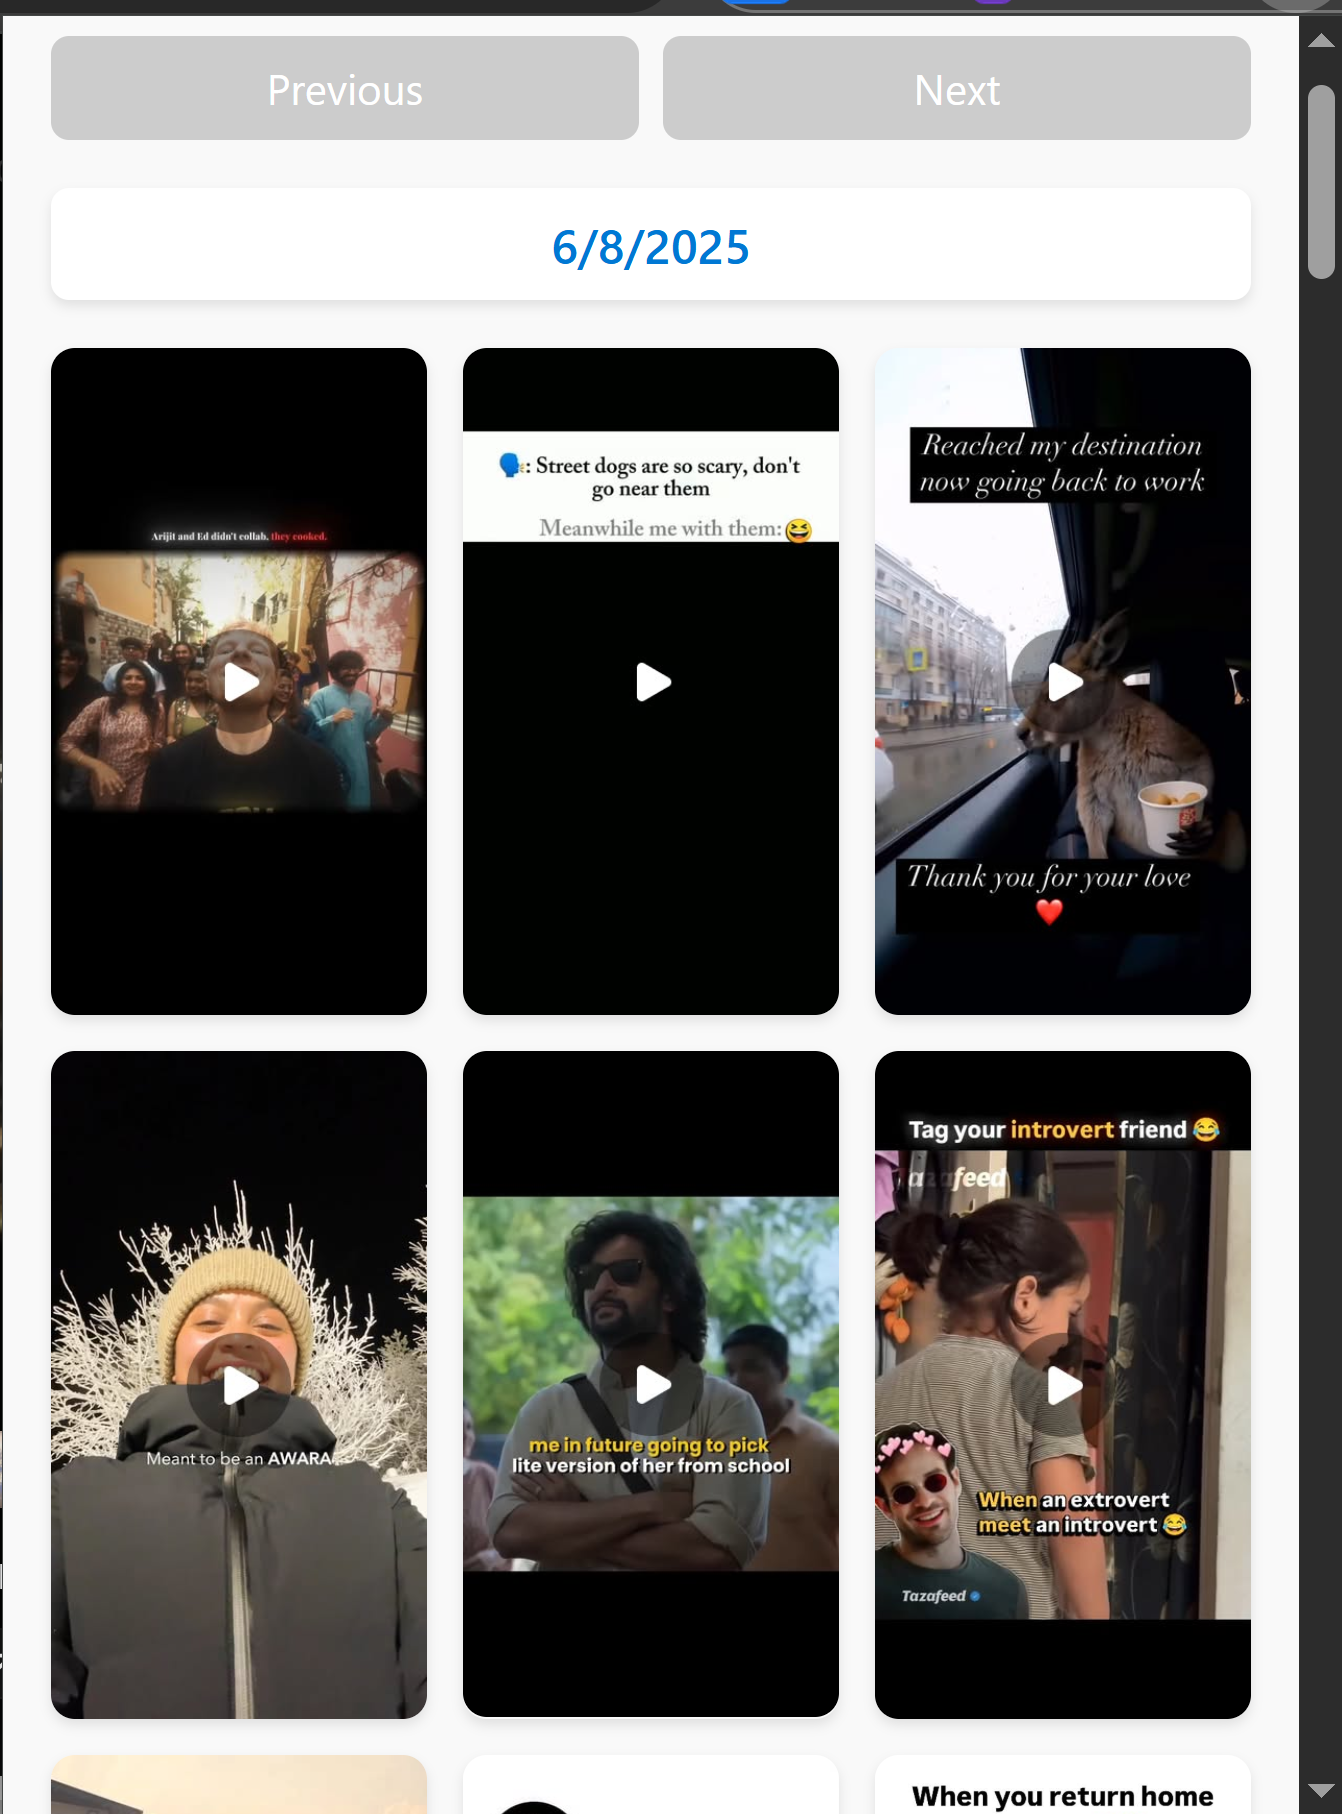 Previous
Next
6/8/2025
Arijit and Ed didn't collab, they cooked.
🗣️: Street dogs are so scary, don't
go near them
Meanwhile me with them:😆
Reached my destination
now going back to work
Thank you for your love
❤️
Meant to be an AWARA
me in future going to pick
lite version of her from school
Tag your introvert friend 😂
Tazafeed
When an extrovert
meet an introvert 😂
Tazafeed
When you return home